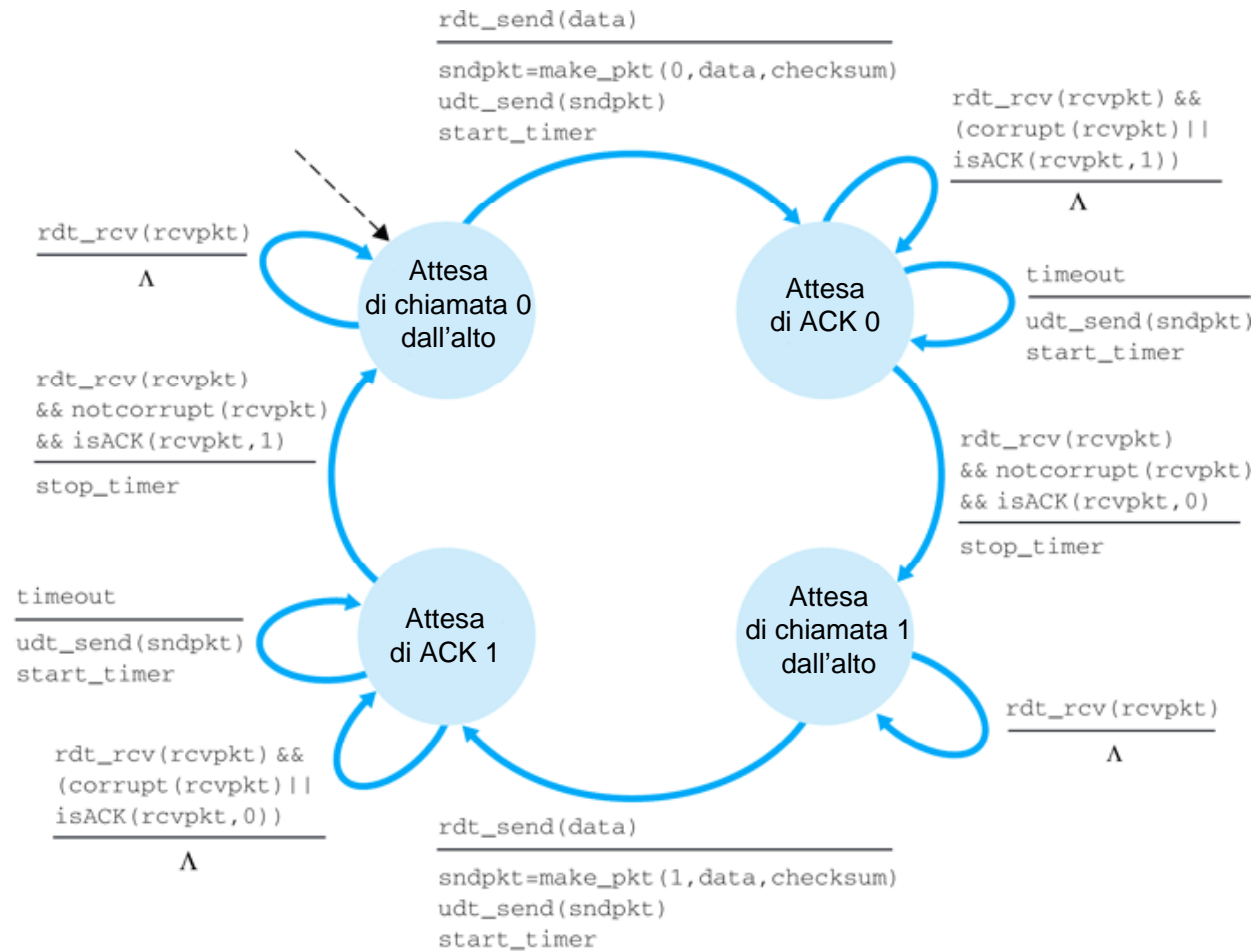 rdt_send(data)
sndpkt=make_pkt(0,data,checksum)
udt_send(sndpkt)
start_timer
rdt_rcv(rcvpkt) &&
(corrupt(rcvpkt)||
isACK(rcvpkt,1))
Λ
rdt_rcv(rcvpkt)
Λ
Attesa
di chiamata 0
dall'alto
Attesa
di ACK 0
timeout
udt_send(sndpkt)
start_timer
rdt_rcv(rcvpkt)
&& notcorrupt(rcvpkt)
&& isACK(rcvpkt,1)
stop_timer
rdt_rcv(rcvpkt)
&& notcorrupt(rcvpkt)
&& isACK(rcvpkt,0)
stop_timer
timeout
udt_send(sndpkt)
start_timer
Attesa
di ACK 1
Attesa
di chiamata 1
dall'alto
rdt_rcv(rcvpkt)
Λ
rdt_rcv(rcvpkt) &&
(corrupt(rcvpkt)||
isACK(rcvpkt,0))
Λ
rdt_send(data)
sndpkt=make_pkt(1,data,checksum)
udt_send(sndpkt)
start_timer